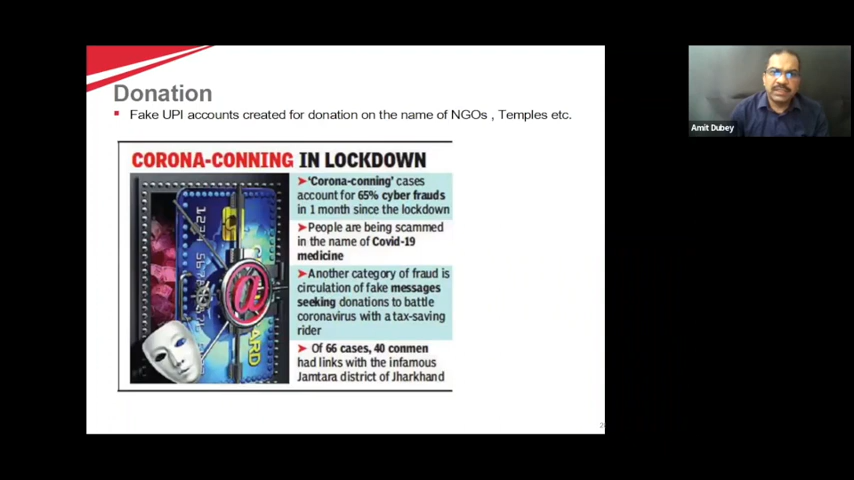 Donation
Fake UPI accounts created for donation on the name of NGOs , Temples etc.
CORONA-CONNING IN LOCKDOWN
➤'Corona-conning' cases
account for 65% cyber frauds
in 1 month since the lockdown
➤People are being scammed
in the name of Covid-19
medicine
➤Another category of fraud is
circulation of fake messages
seeking donations to battle
coronavirus with a tax-saving
rider
➤ Of 66 cases, 40 conmen
had links with the infamous
Jamtara district of Jharkhand
@
Amit Dubey